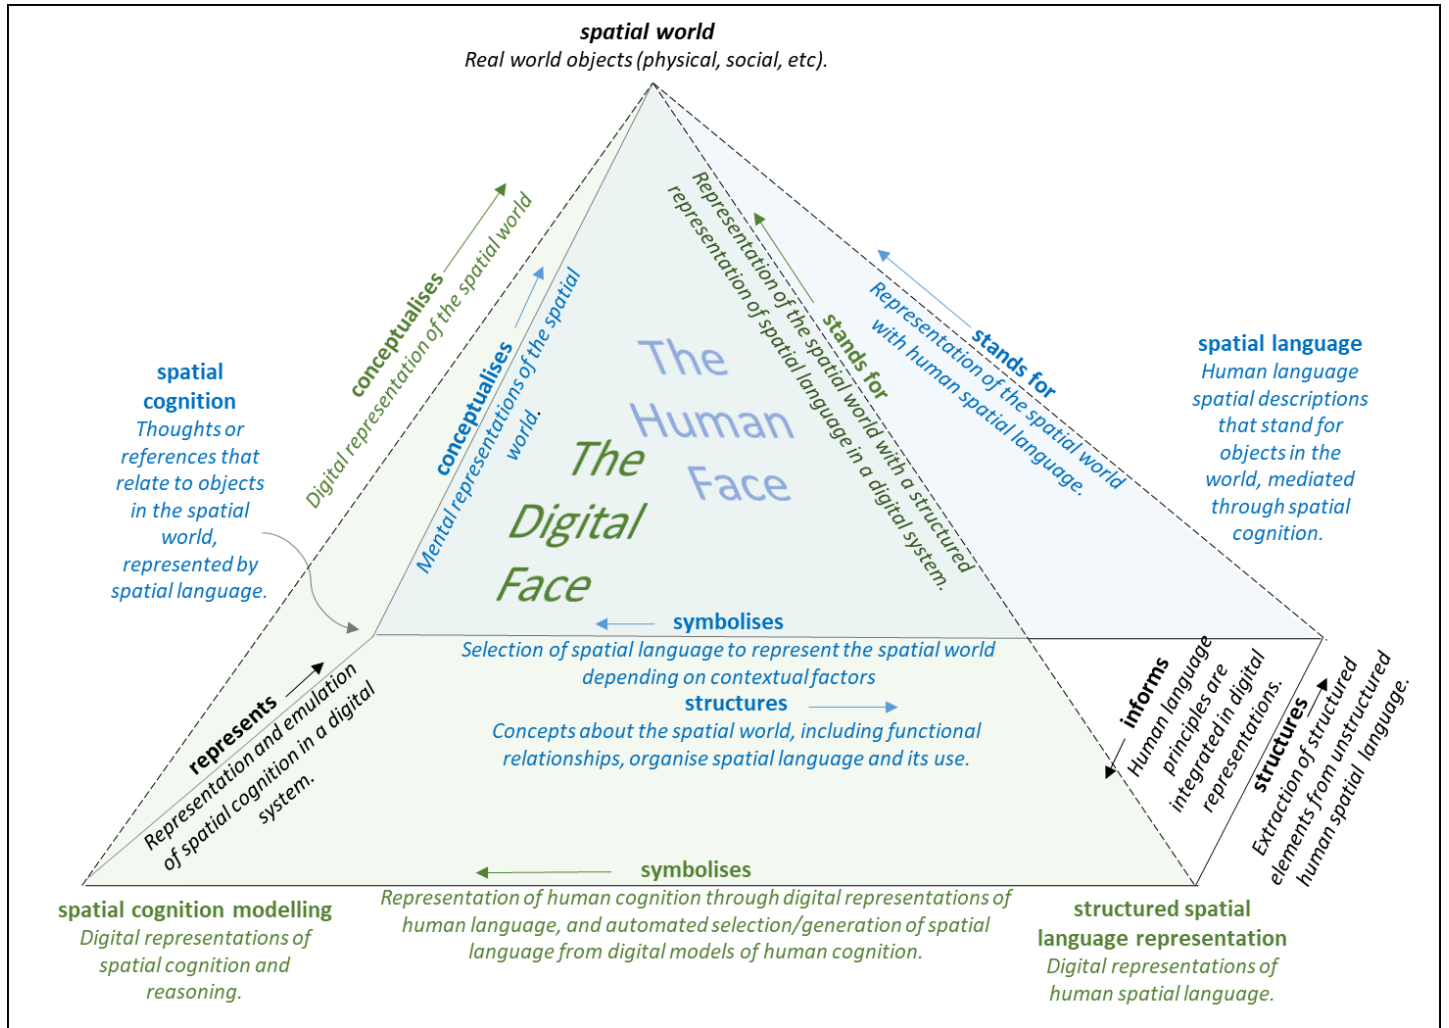 spatial world
Real world objects (physical, social, etc).
conceptualises
Digital representation of the spatial world
conceptualises
Mental representations of the spatial
world.
stands for
Representation of the spatial world with a structured
representation of spatial language in a digital system.
stands for
Representation of the spatial world
with human spatial language.
spatial
cognition
Thoughts or
references that
relate to objects
in the spatial
world,
represented by
spatial language.
The
Human
Face
The
Digital
Face
spatial language
Human language
spatial descriptions
that stand for
objects in the
world, mediated
through spatial
cognition.
symbolises
Selection of spatial language to represent the spatial world
depending on contextual factors
structures
Concepts about the spatial world, including functional
relationships, organise spatial language and its use.
represents
Representation and emulation
of spatial cognition in a digital
system.
informs
Human language
principles are
integrated in digital
representations.
structures
Extraction of structured
elements from unstructured
human spatial language.
symbolises
Representation of human cognition through digital representations of
human language, and automated selection/generation of spatial
language from digital models of human cognition.
spatial cognition modelling
Digital representations of
spatial cognition and
reasoning.
structured spatial
language representation
Digital representations of
human spatial language.